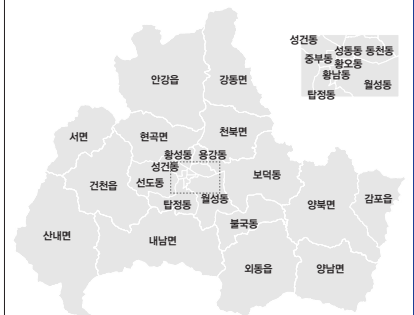 성건동
중부동 성동동 동천동
황오동
황남동
월성동
탑정동
안강읍 강동면
서면 현곡면 천북면
황성동 용강동
성건동
건천읍 선도동 보덕동
탑정동 월성동
양북면 감포읍
불국동
산내면 내남면
외동읍 양남면